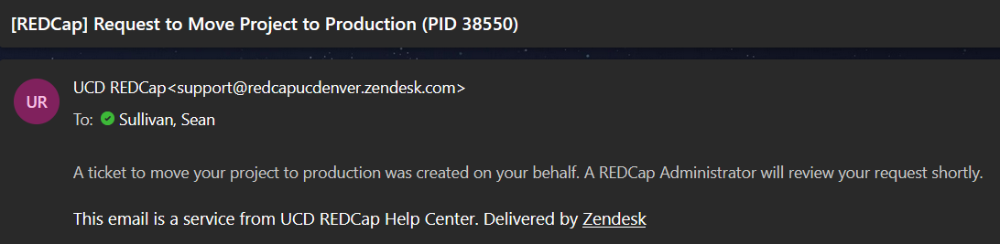 [REDCap] Request to Move Project to Production (PID 38550)
UR
UCD REDCap<support@redcapucdenver.zendesk.com>
To: Sullivan, Sean
A ticket to move your project to production was created on your behalf. A REDCap Administrator will review your request shortly.
This email is a service from UCD REDCap Help Center. Delivered by Zendesk